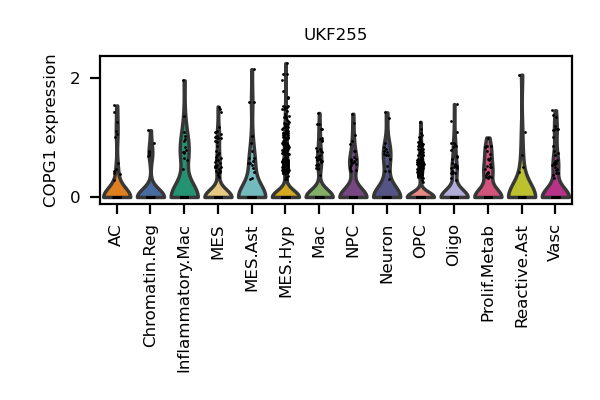 UKF255
COPG1 expression
2
0
AC
Chromatin.Reg
Inflammatory.Mac
MES
MES.Ast
MES.Hyp
Mac
NPC
Neuron
OPC
Oligo
Prolif.Metab
Reactive.Ast
Vasc